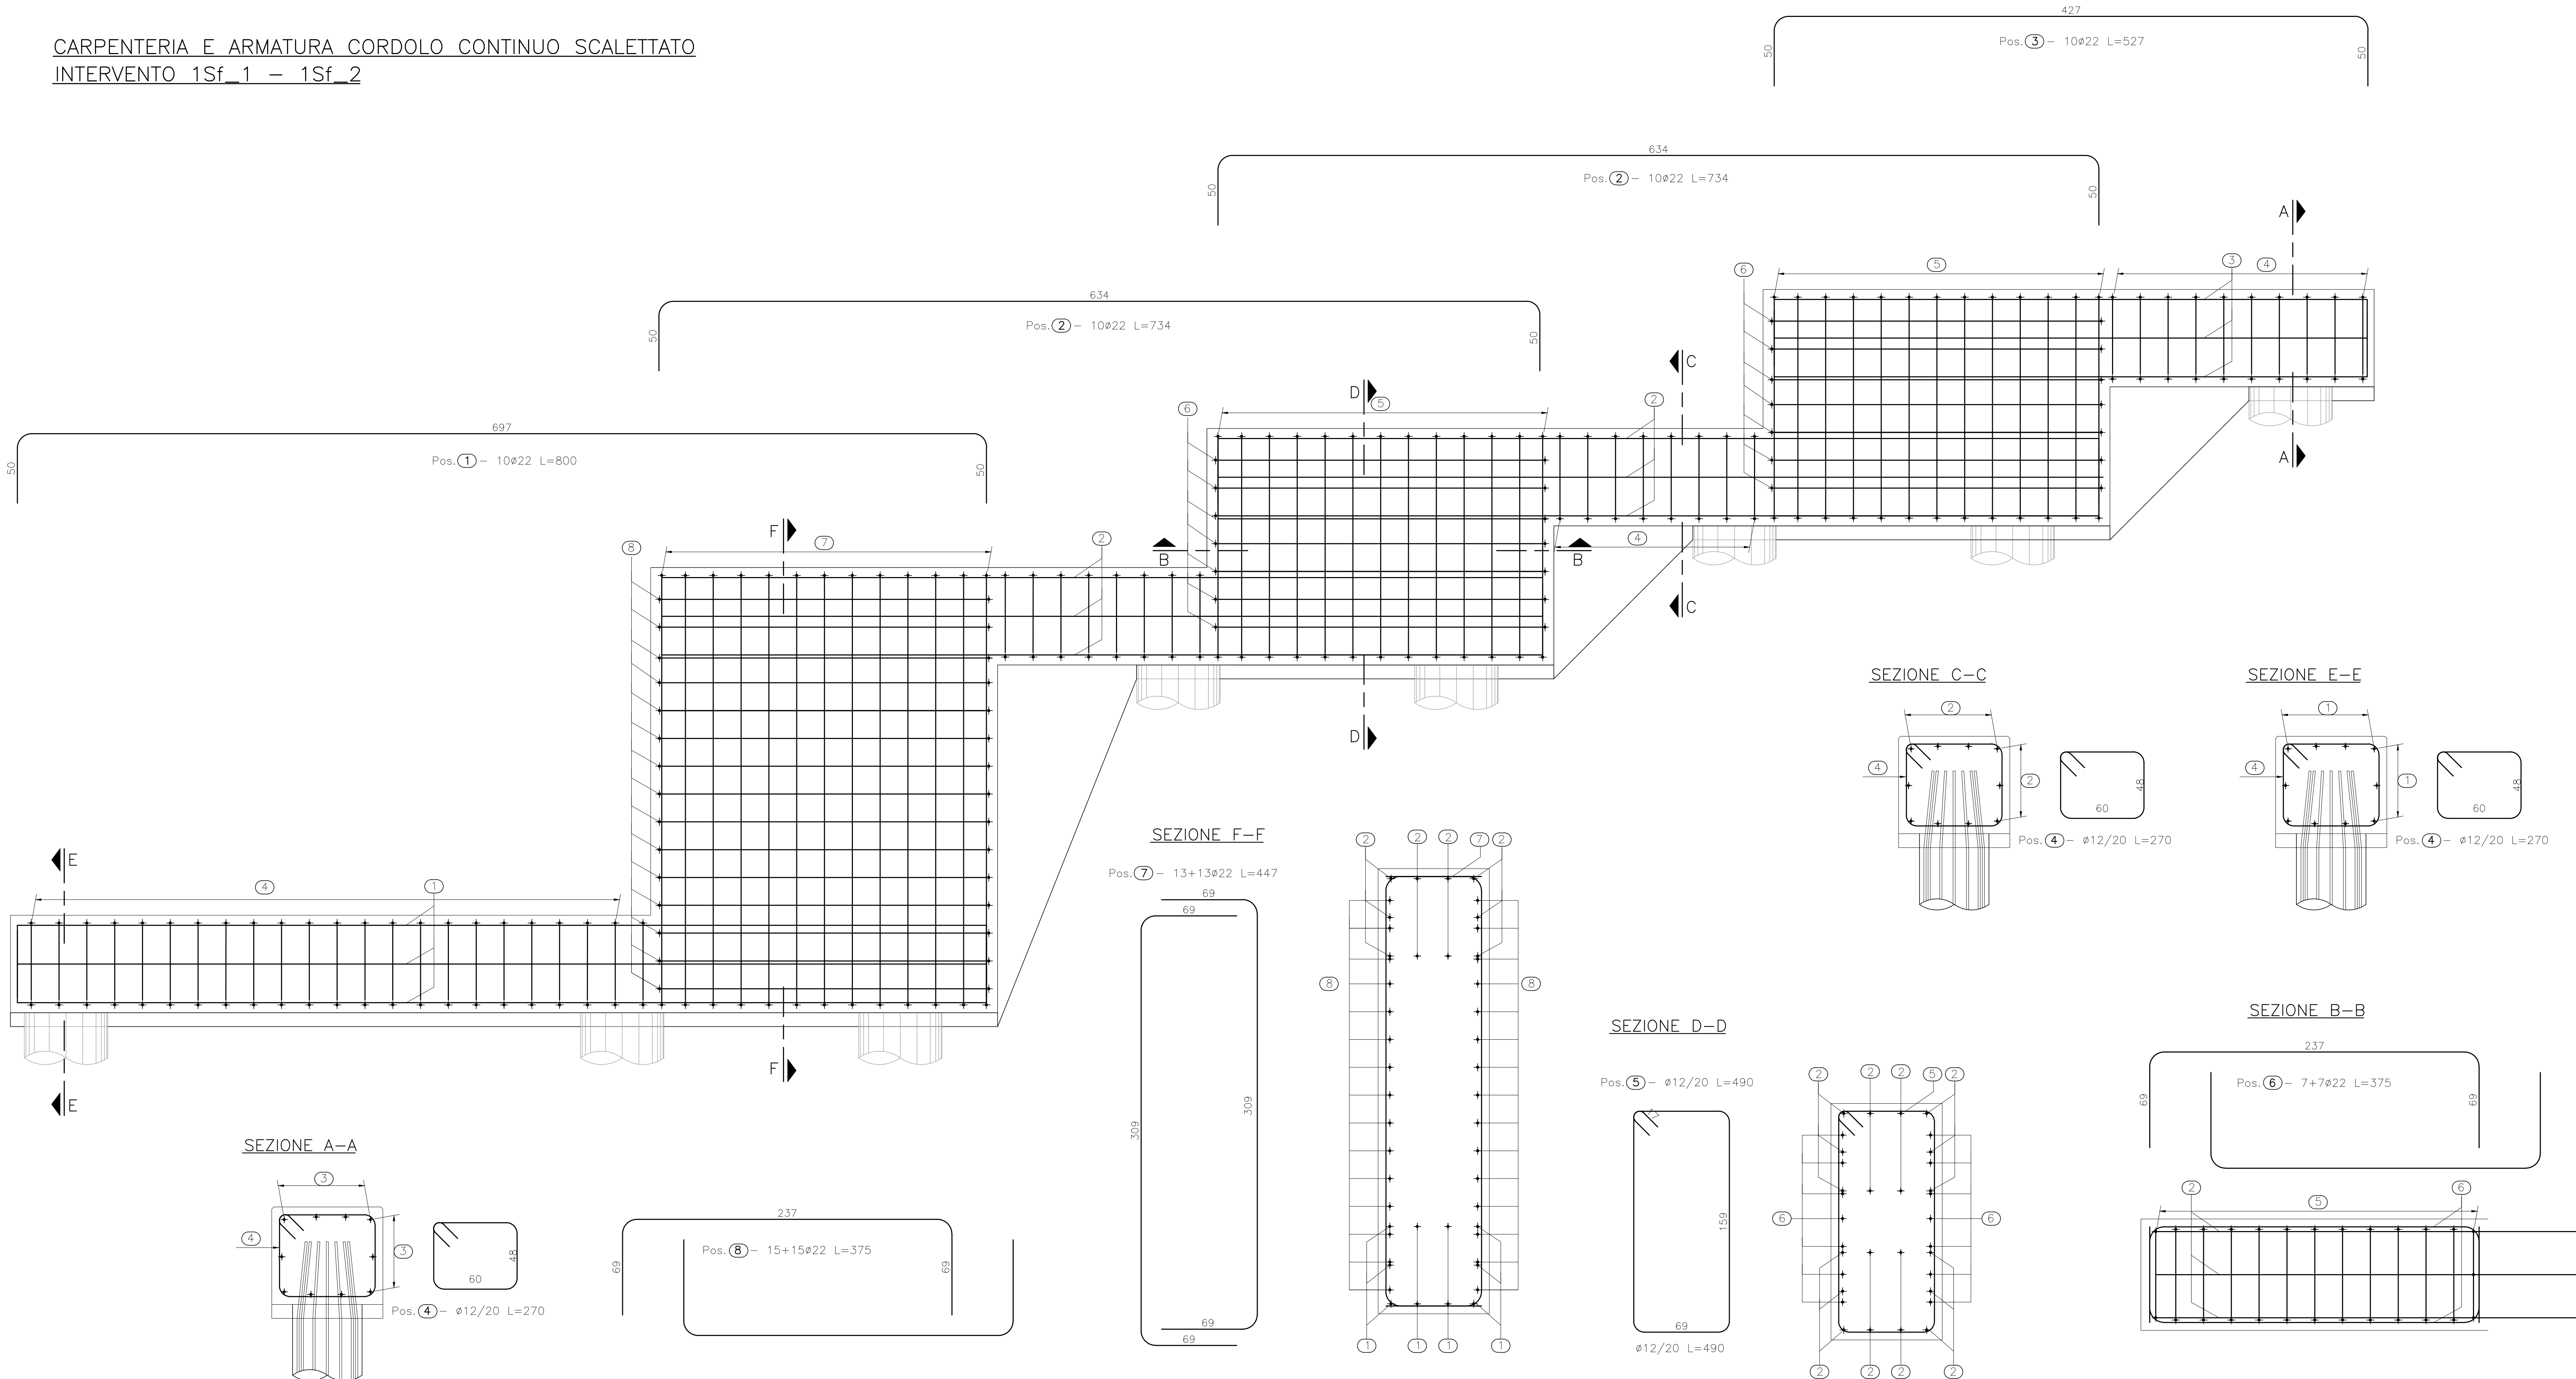 CARPENTERIA E ARMATURA CORDOLO CONTINUO SCALETTATO
INTERVENTO 1Sf_1 – 1Sf_2
427
50
Pos. 3 – 10ø22 L=527
50
634
50
Pos. 2 – 10ø22 L=734
50
A
6
5
3
4
634
50
Pos. 2 – 10ø22 L=734
50
C
D
5
6
2
697
50
Pos. 1 – 10ø22 L=800
50
A
F
7
8
2
B
B
4
C
D
E
4
1
F
E
SEZIONE C–C
2
4
2
60
48
Pos. 4 – ø12/20 L=270
SEZIONE E–E
1
4
1
60
48
Pos. 4 – ø12/20 L=270
SEZIONE F–F
Pos. 7 – 13+13ø22 L=447
69
69
309
309
69
69
2
2
2
7
2
8
8
1
1
1
1
SEZIONE D–D
Pos. 5 – ø12/20 L=490
159
69
ø12/20 L=490
2
2
2
5
2
6
6
2
2
2
2
SEZIONE B–B
237
69
Pos. 6 – 7+7ø22 L=375
69
2
5
6
SEZIONE A–A
3
4
3
60
48
Pos. 4 – ø12/20 L=270
237
69
Pos. 8 – 15+15ø22 L=375
69